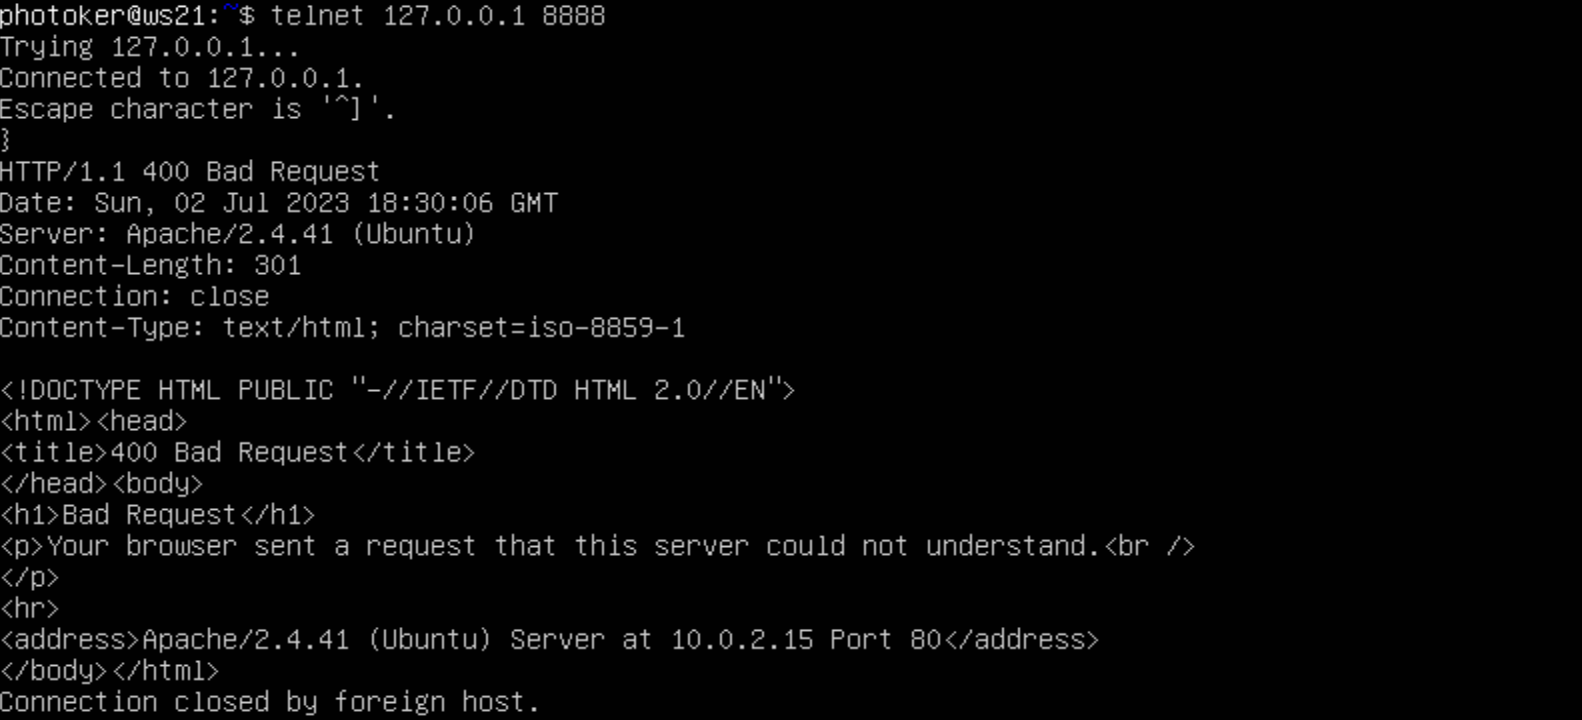 photoker@ws21:~$ telnet 127.0.0.1 8888
Trying 127.0.0.1...
Connected to 127.0.0.1.
Escape character is '^]'.
}
HTTP/1.1 400 Bad Request
Date: Sun, 02 Jul 2023 18:30:06 GMT
Server: Apache/2.4.41 (Ubuntu)
Content-Length: 301
Connection: close
Content-Type: text/html; charset=iso-8859-1

<!DOCTYPE HTML PUBLIC "-//IETF//DTD HTML 2.0//EN">
<html><head>
<title>400 Bad Request</title>
</head><body>
<h1>Bad Request</h1>
<p>Your browser sent a request that this server could not understand.<br />
</p>
<hr>
<address>Apache/2.4.41 (Ubuntu) Server at 10.0.2.15 Port 80</address>
</body></html>
Connection closed by foreign host.